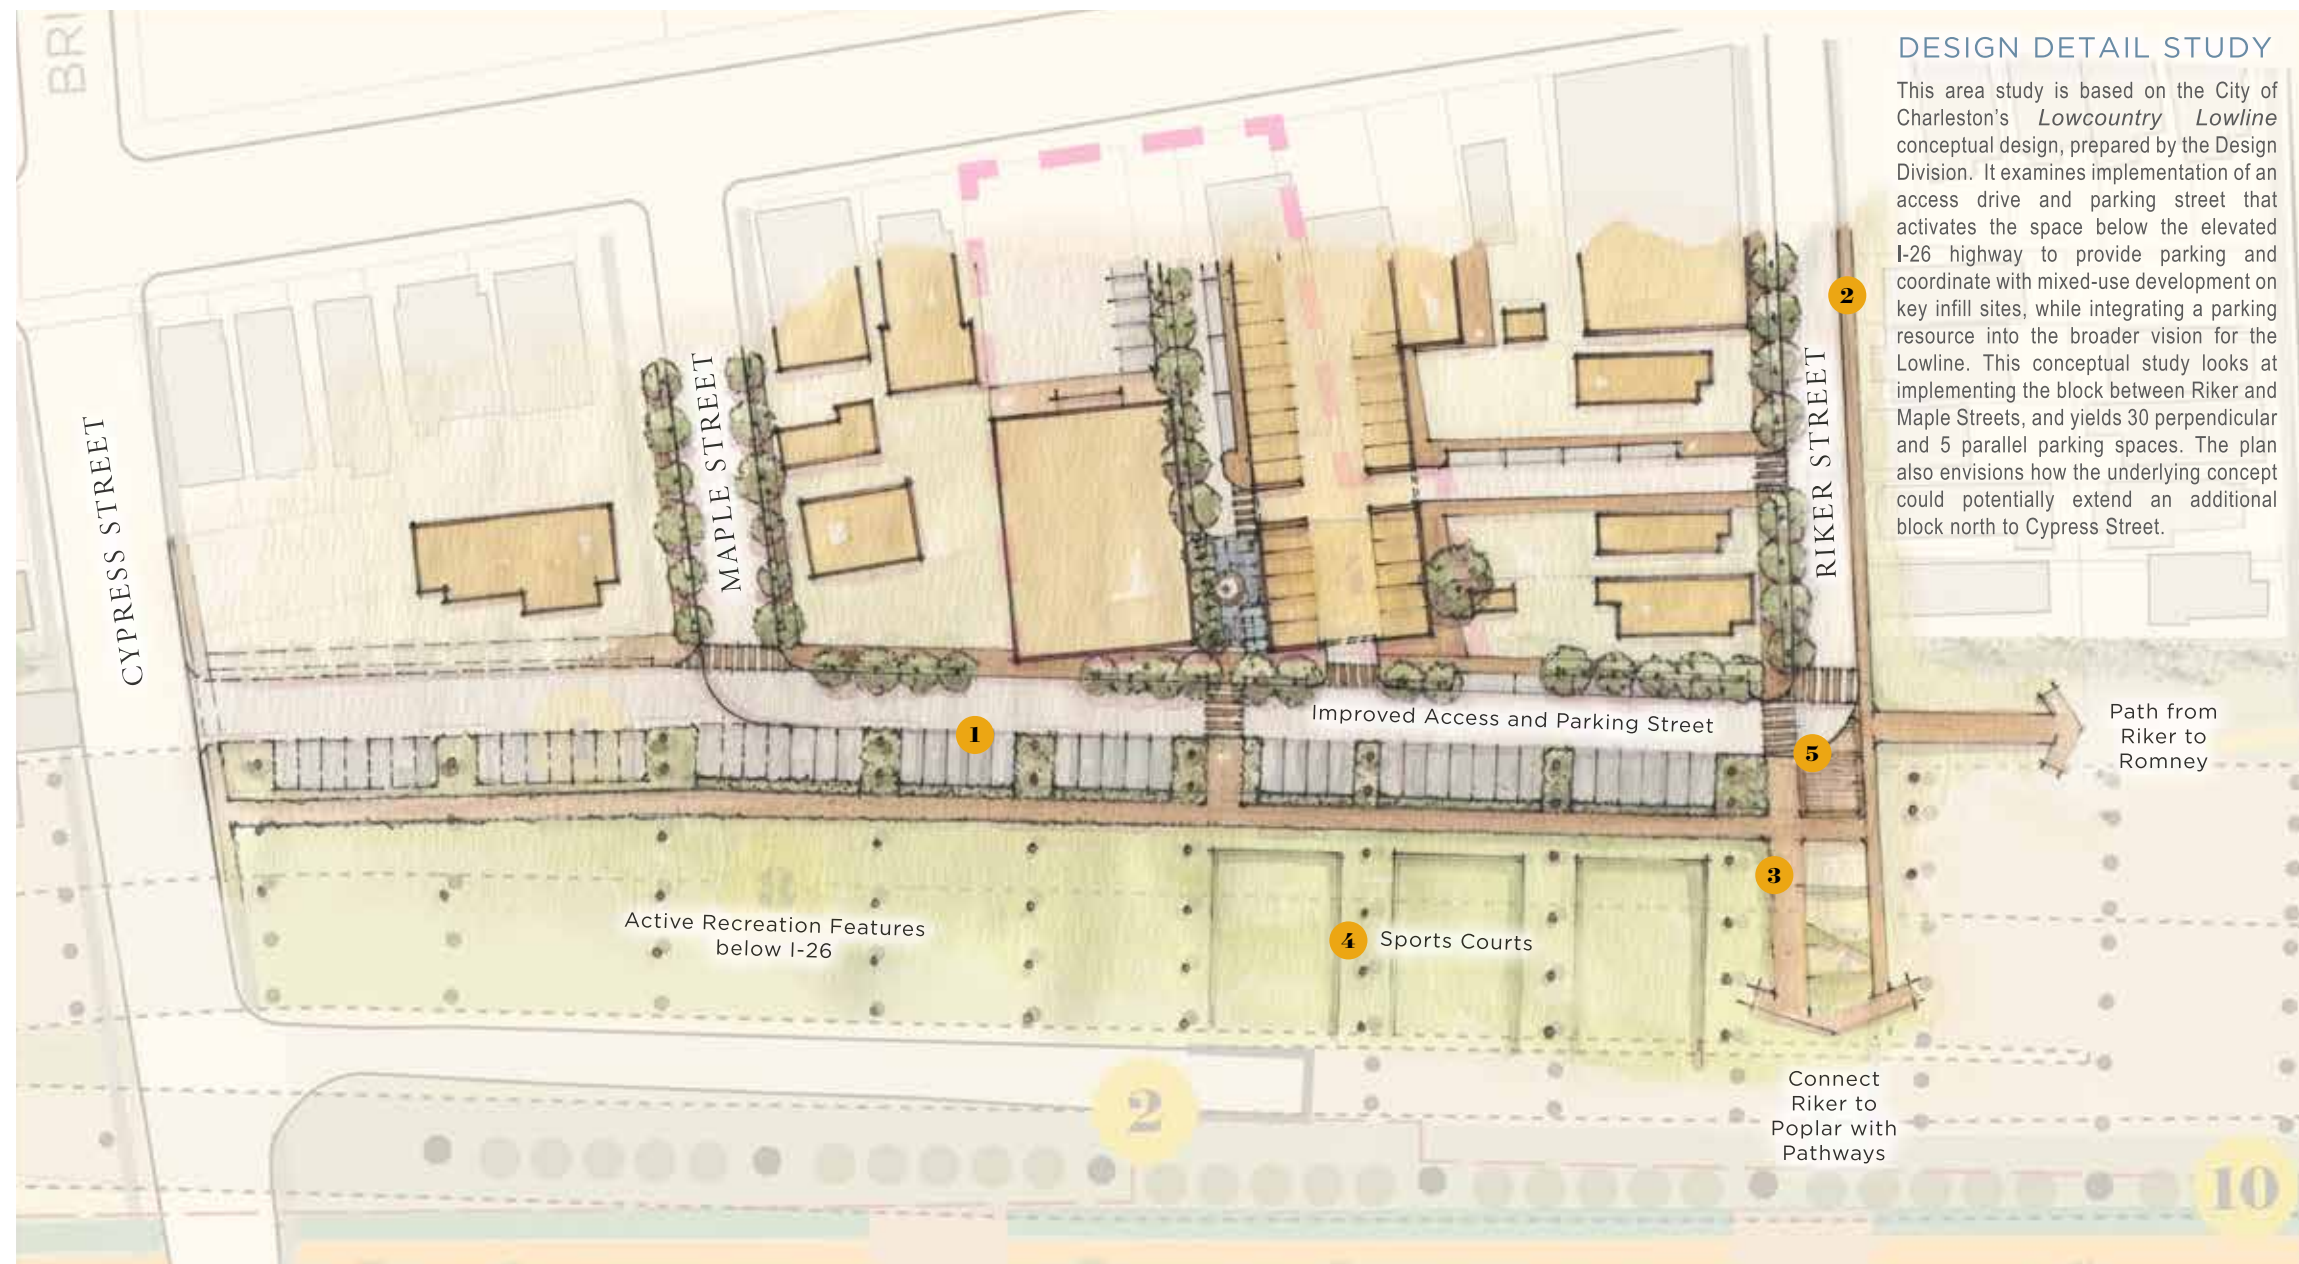 BRI
DESIGN DETAIL STUDY
This area study is based on the City of
Charleston's Lowcountry Lowline
conceptual design, prepared by the Design
Division. It examines implementation of an
access drive and parking street that
activates the space below the elevated
I-26 highway to provide parking and
coordinate with mixed-use development on
key infill sites, while integrating a parking
resource into the broader vision for the
Lowline. This conceptual study looks at
implementing the block between Riker and
Maple Streets, and yields 30 perpendicular
and 5 parallel parking spaces. The plan
also envisions how the underlying concept
could potentially extend an additional
block north to Cypress Street.
2
CYPRESS STREET
MAPLE STREET
RIKER STREET
1
Improved Access and Parking Street
5
Path from
Riker to
Romney
3
Active Recreation Features
below I-26
4
Sports Courts
Connect
Riker to
Poplar with
Pathways
2
10